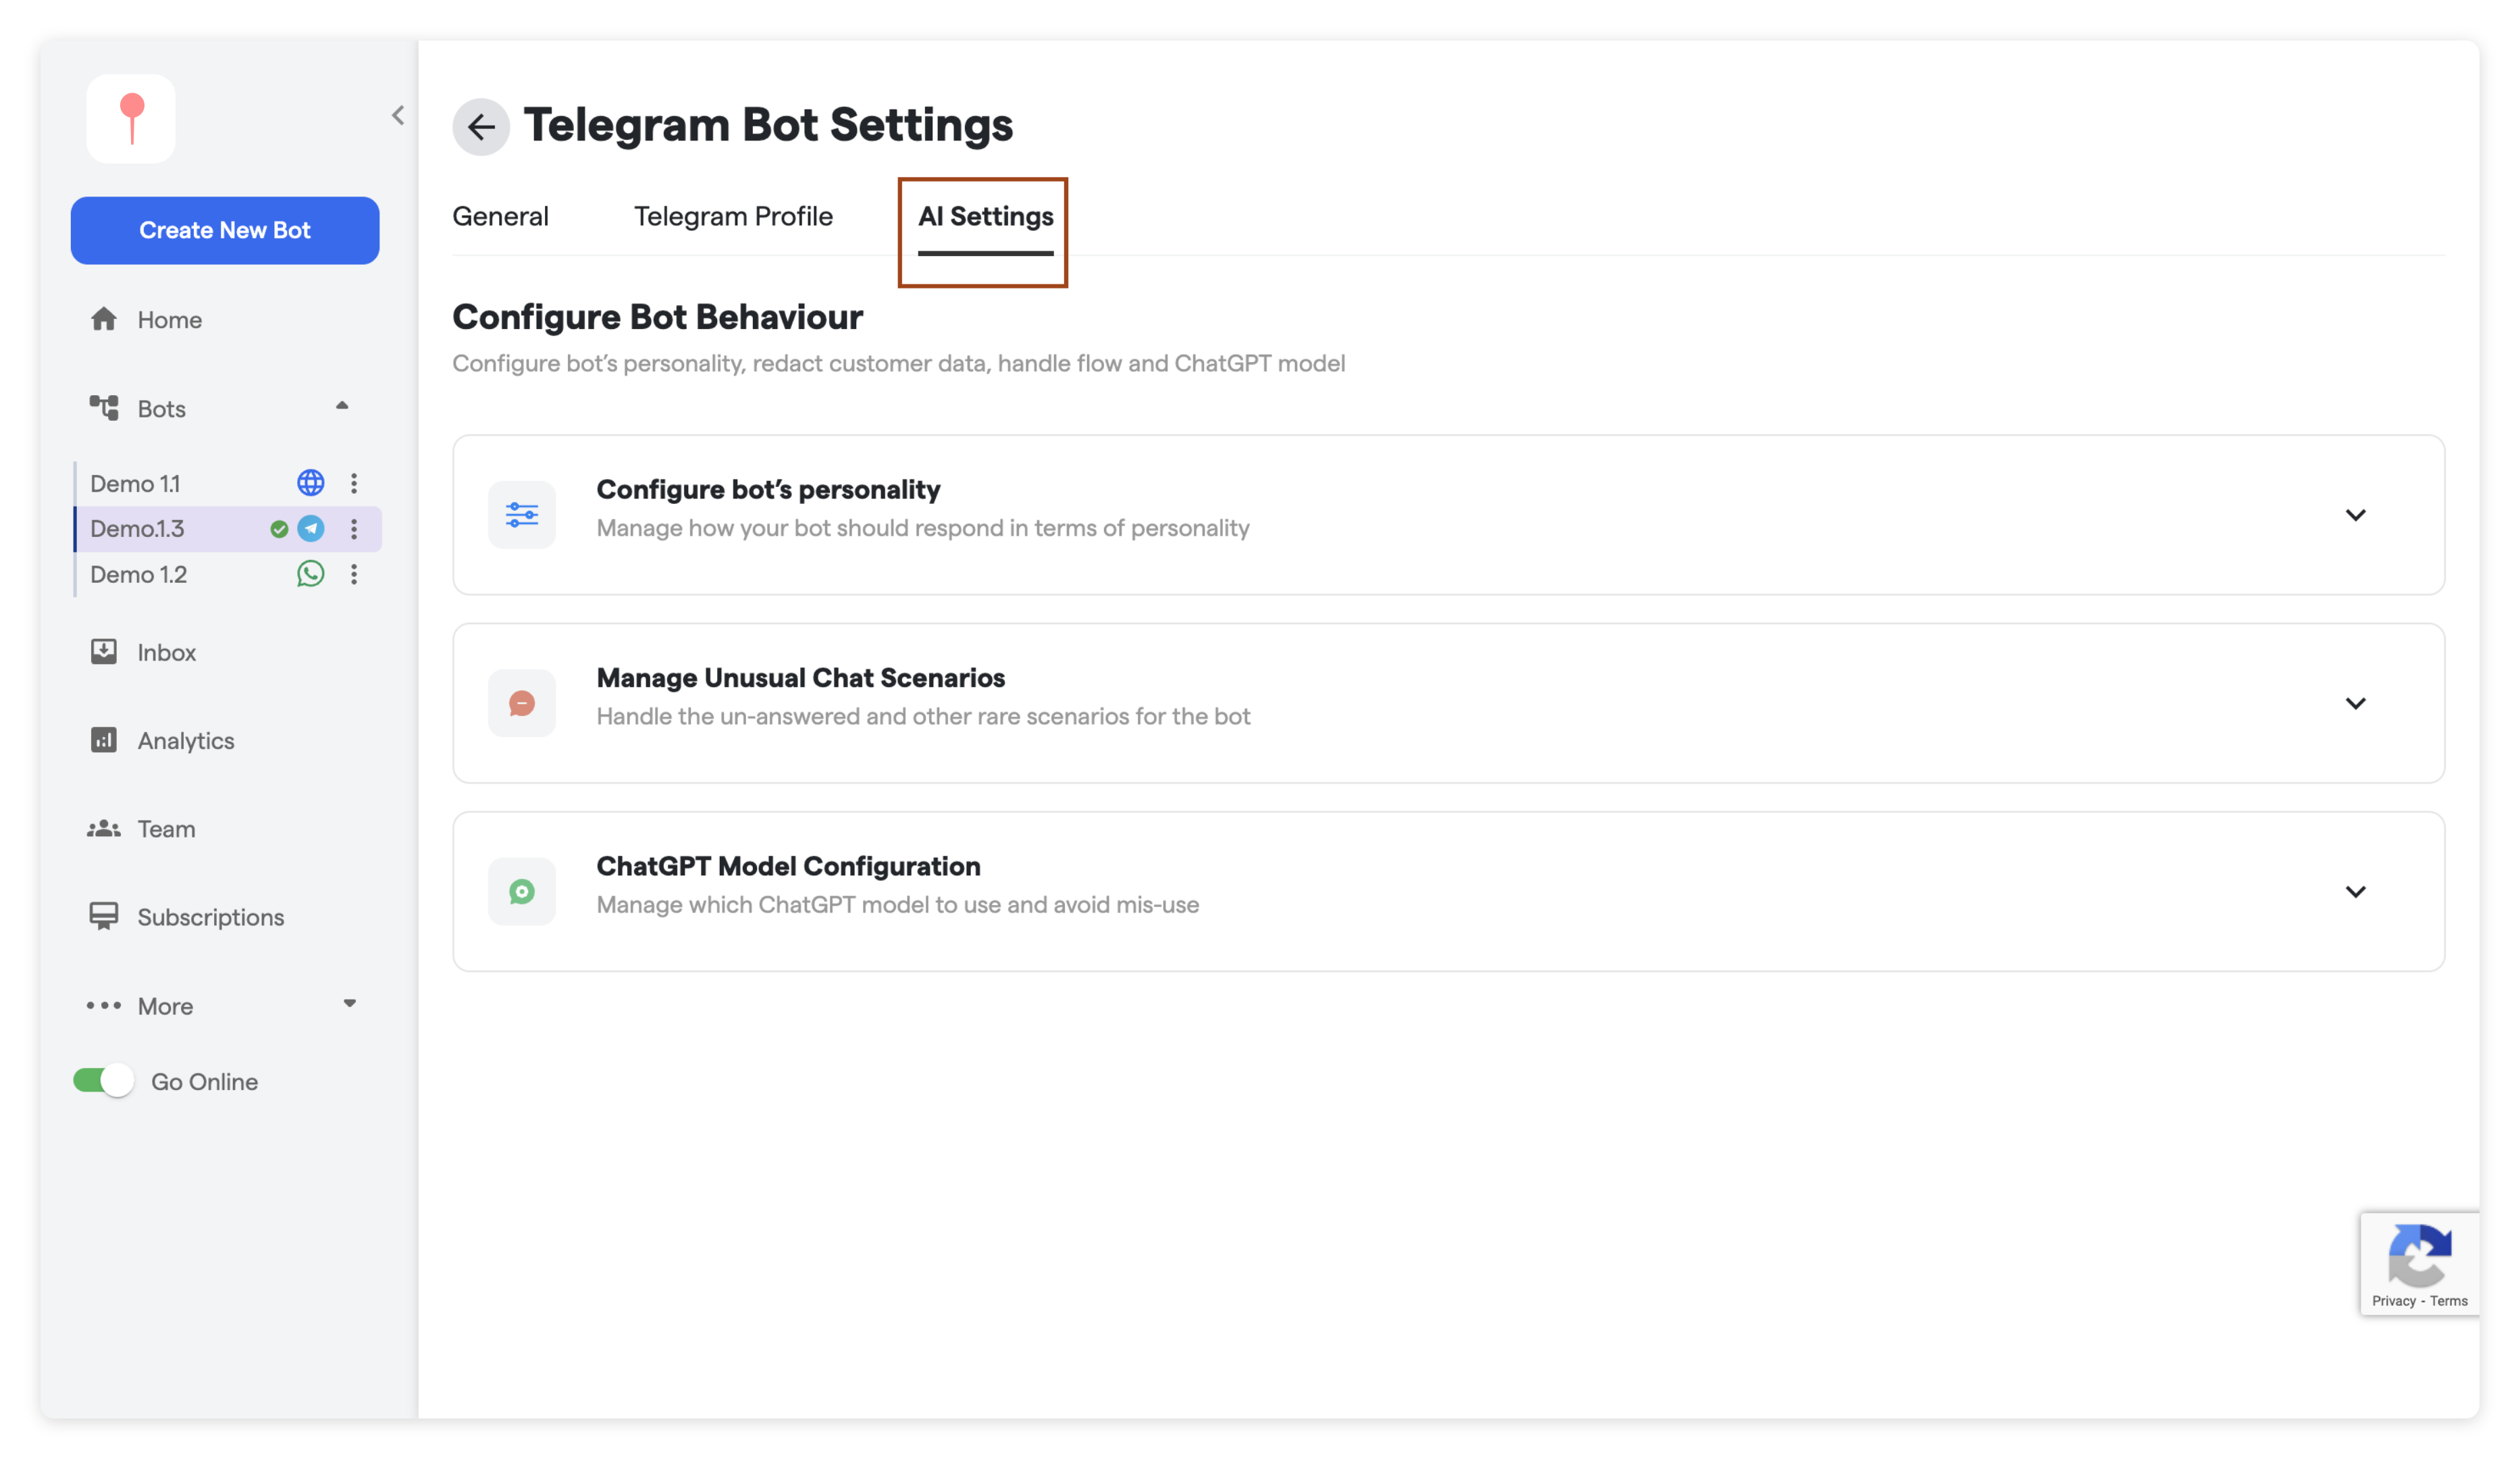 Create New Bot
Home
Bots
Demo 1.1
Demo.1.3
Demo 1.2
Inbox
Analytics
Team
Subscriptions
More
Go Online
Telegram Bot Settings
General
Telegram Profile
AI Settings
Configure Bot Behaviour
Configure bot’s personality, redact customer data, handle flow and ChatGPT model
Configure bot’s personality
Manage how your bot should respond in terms of personality
Manage Unusual Chat Scenarios
Handle the un-answered and other rare scenarios for the bot
ChatGPT Model Configuration
Manage which ChatGPT model to use and avoid mis-use
Privacy - Terms